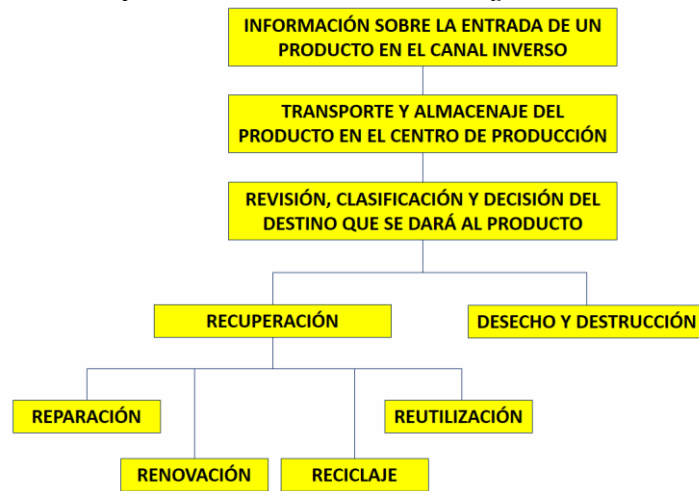 INFORMACIÓN SOBRE LA ENTRADA DE UN
PRODUCTO EN EL CANAL INVERSO
TRANSPORTE Y ALMACENAJE DEL
PRODUCTO EN EL CENTRO DE PRODUCCIÓN
REVISIÓN, CLASIFICACIÓN Y DECISIÓN DEL
DESTINO QUE SE DARÁ AL PRODUCTO
RECUPERACIÓN
DESECHO Y DESTRUCCIÓN
REPARACIÓN
REUTILIZACIÓN
RENOVACIÓN
RECICLAJE